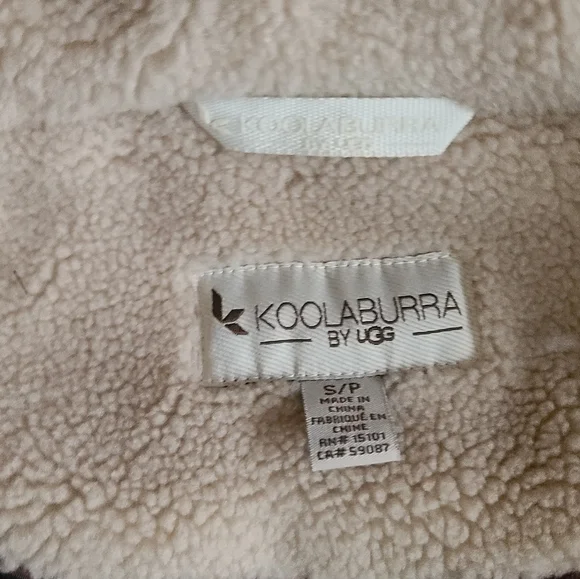 KOOLABURRA
BY UGG
KOOLABURRA
BY UGG
S/P
MADE IN
CHINA
FABRIQUÉ EN
CHINE
RN# 15101
CA# 59087